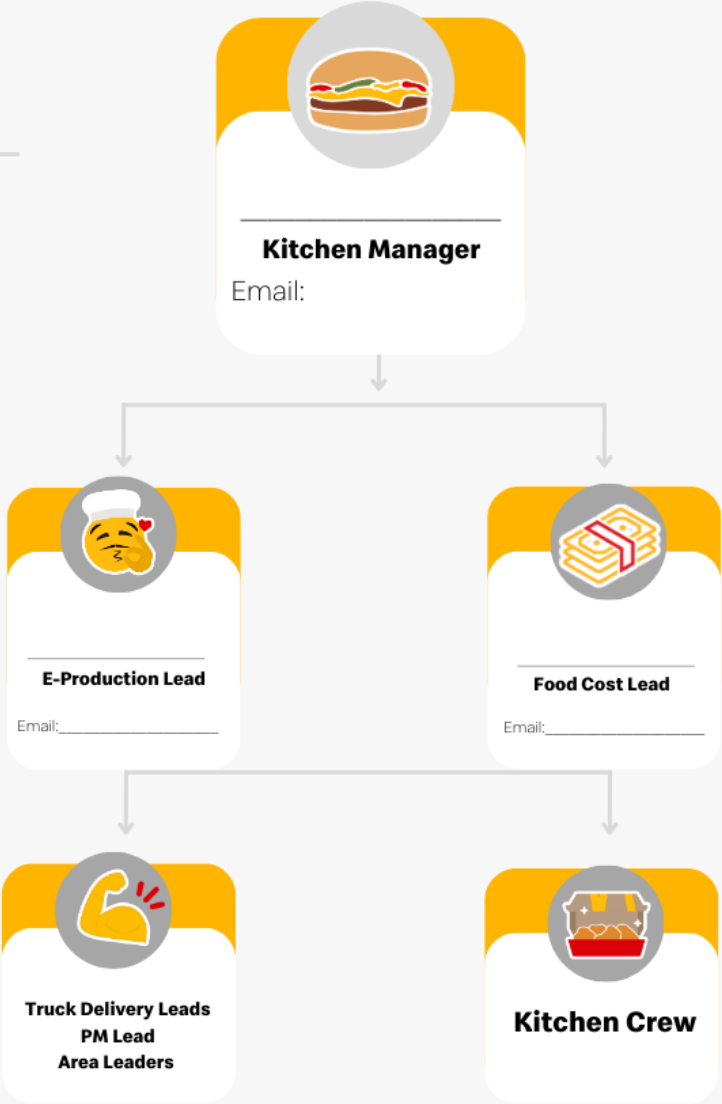 Kitchen Manager
Email:
E-Production Lead
Email:
Food Cost Lead
Email:
Truck Delivery Leads
PM Lead
Area Leaders
Kitchen Crew